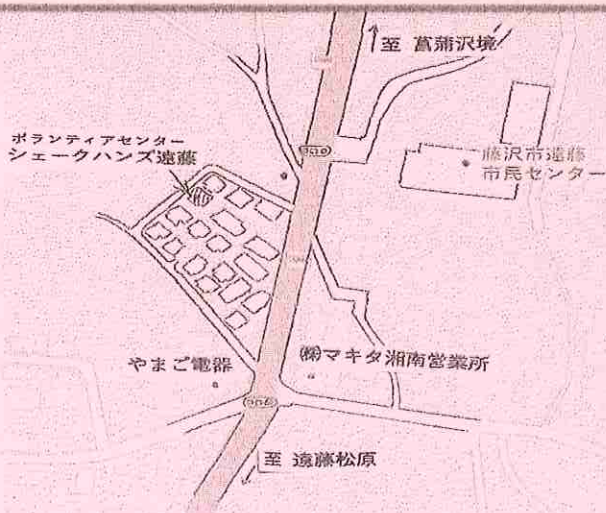 至 菖蒲沢境
ボランティアセンター
シェークハンズ遠藤
藤沢市遠藤
市民センター
やまご電器
㈱マキタ湘南営業所
至 遠藤松原